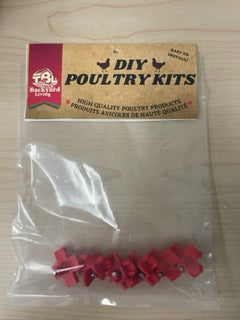 TBL
Backyard
Living
DIY
EASY TO
INSTALL!
POULTRY KITS
HIGH QUALITY POULTRY PRODUCTS
PRODUITS AVICOLES DE HAUTE QUALITÉ